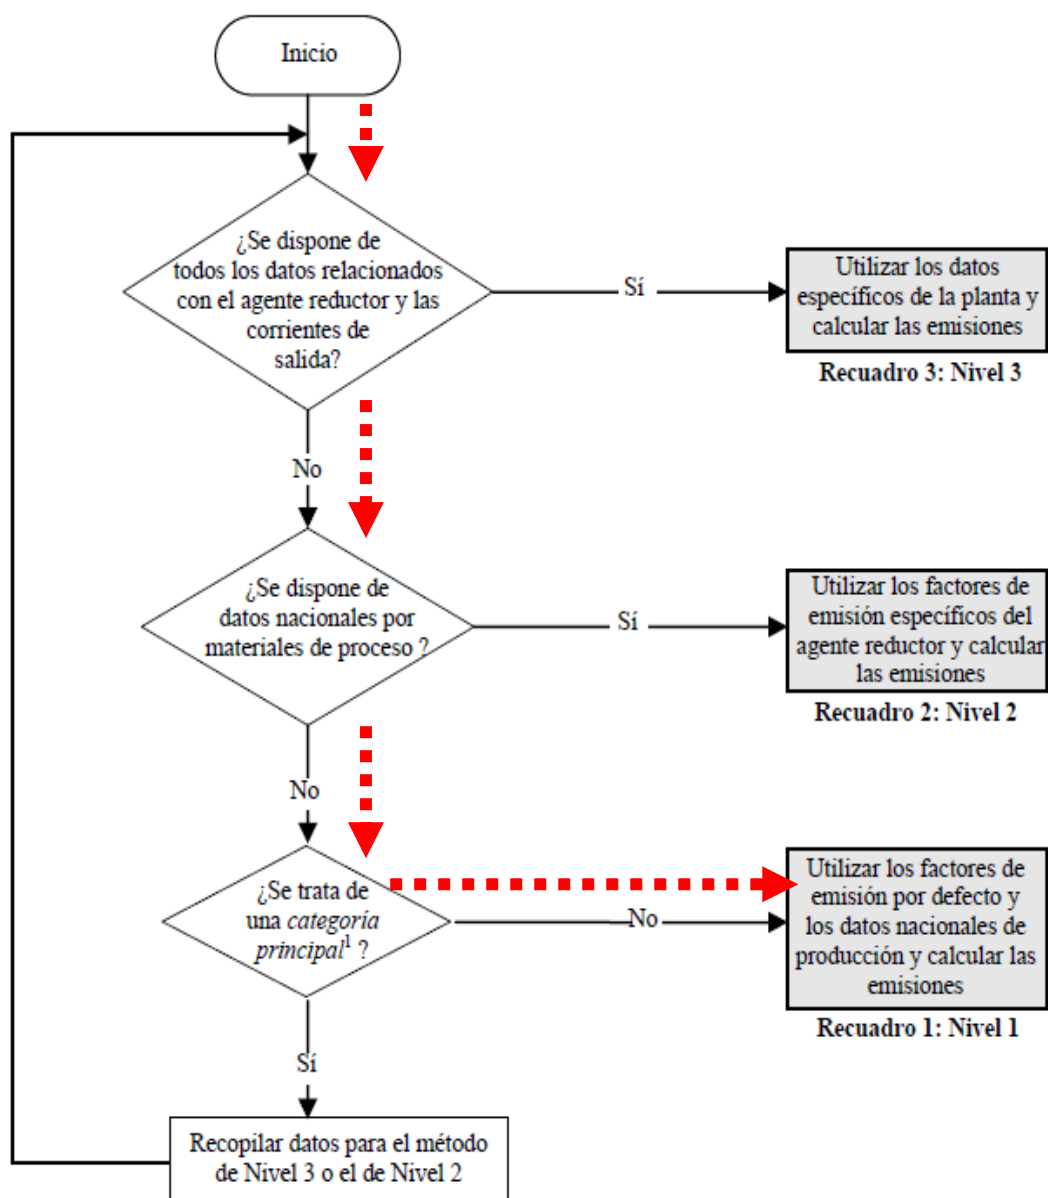 Inicio
¿Se dispone de
todos los datos relacionados
con el agente reductor y las
corrientes de
salida?
Sí
Utilizar los datos
específicos de la planta y
calcular las emisiones
Recuadro 3: Nivel 3
No
¿Se dispone de
datos nacionales por
materiales de proceso ?
Sí
Utilizar los factores de
emisión específicos del
agente reductor y calcular
las emisiones
Recuadro 2: Nivel 2
No
¿Se trata de
una categoría
principal¹ ?
No
Utilizar los factores de
emisión por defecto y
los datos nacionales de
producción y calcular las
emisiones
Recuadro 1: Nivel 1
Sí
Recopilar datos para el método
de Nivel 3 o el de Nivel 2